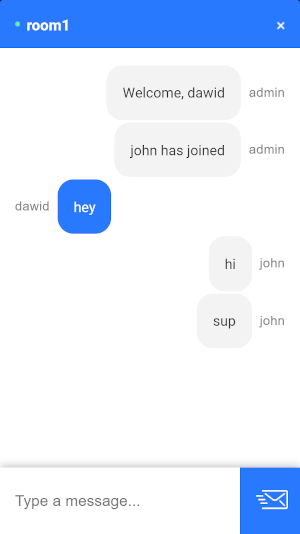 room1
Welcome, dawid admin
john has joined admin
dawid hey
hi john
sup john
Type a message...